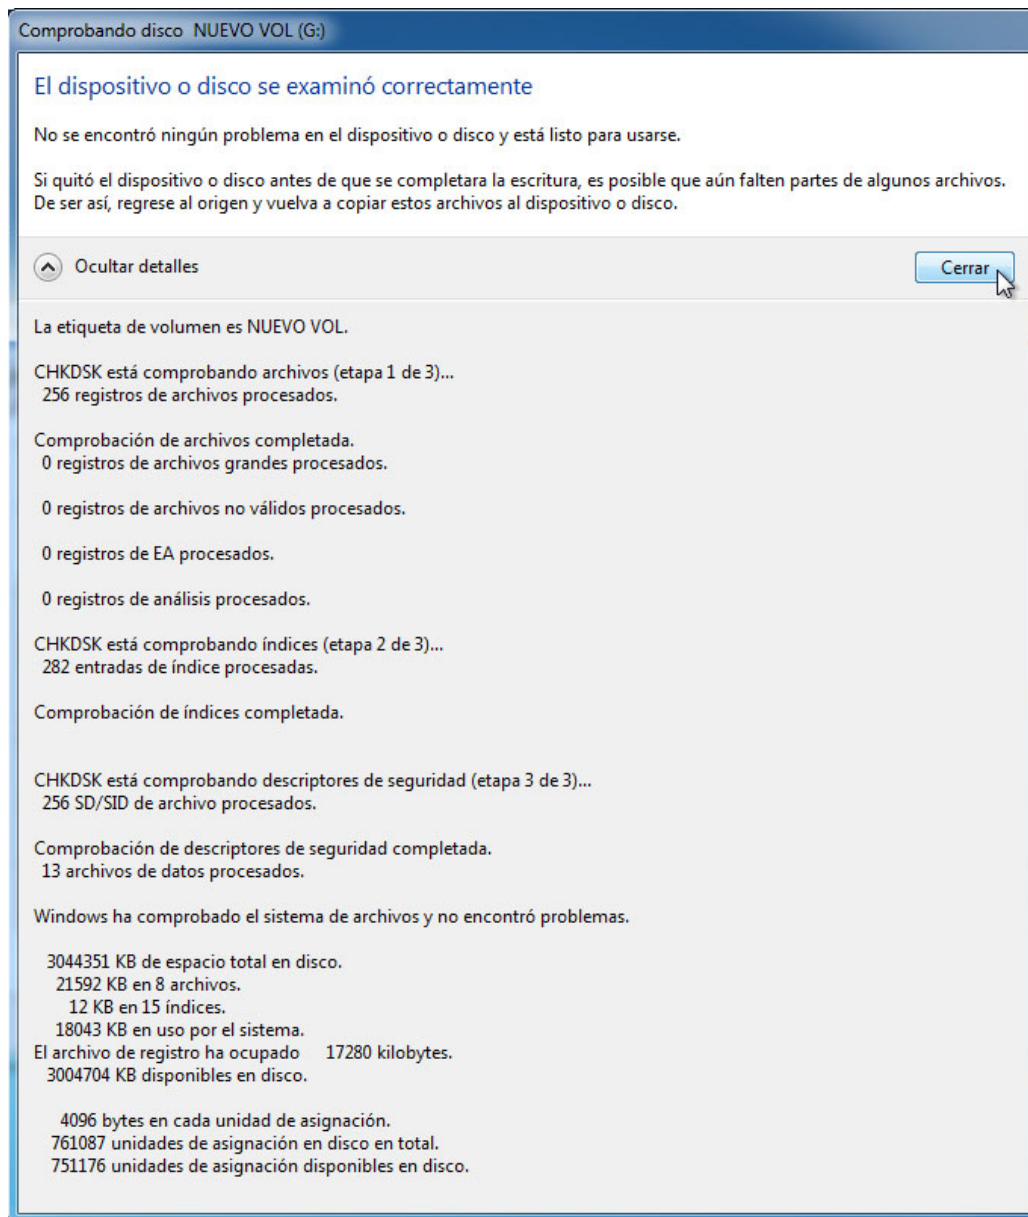 Comprobando disco NUEVO VOL (G:)
El dispositivo o disco se examinó correctamente
No se encontró ningún problema en el dispositivo o disco y está listo para usarse.
Si quitó el dispositivo o disco antes de que se completara la escritura, es posible que aún falten partes de algunos archivos.
De ser así, regrese al origen y vuelva a copiar estos archivos al dispositivo o disco.
Ocultar detalles
Cerrar
La etiqueta de volumen es NUEVO VOL.
CHKDSK está comprobando archivos (etapa 1 de 3)...
256 registros de archivos procesados.
Comprobación de archivos completada.
0 registros de archivos grandes procesados.
0 registros de archivos no válidos procesados.
0 registros de EA procesados.
0 registros de análisis procesados.
CHKDSK está comprobando índices (etapa 2 de 3)...
282 entradas de índice procesadas.
Comprobación de índices completada.
CHKDSK está comprobando descriptores de seguridad (etapa 3 de 3)...
256 SD/SID de archivo procesados.
Comprobación de descriptores de seguridad completada.
13 archivos de datos procesados.
Windows ha comprobado el sistema de archivos y no encontró problemas.
3044351 KB de espacio total en disco.
21592 KB en 8 archivos.
12 KB en 15 índices.
18043 KB en uso por el sistema.
El archivo de registro ha ocupado 17280 kilobytes.
3004704 KB disponibles en disco.
4096 bytes en cada unidad de asignación.
761087 unidades de asignación en disco en total.
751176 unidades de asignación disponibles en disco.